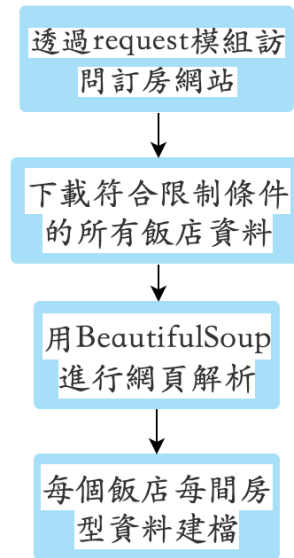 透過request模組訪
問訂房網站
下載符合限制條件
的所有飯店資料
用BeautifulSoup
進行網頁解析
每個飯店每間房
型資料建檔